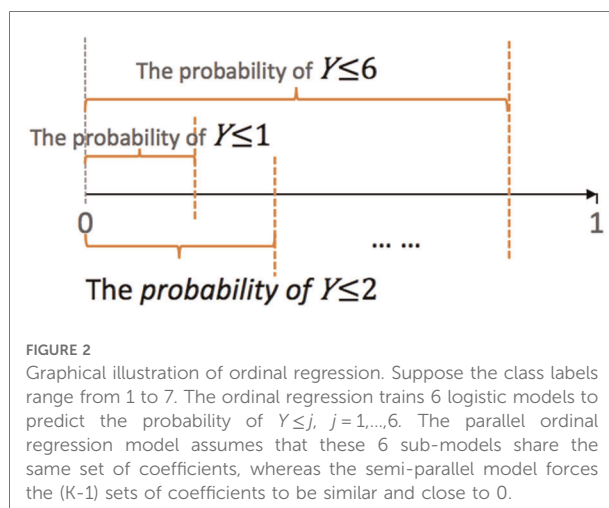 The probability of Y≤6
The probability of Y≤1
0
1
... ...
The probability of Y≤2
FIGURE 2
Graphical illustration of ordinal regression. Suppose the class labels
range from 1 to 7. The ordinal regression trains 6 logistic models to
predict the probability of Y ≤ j, j = 1,...,6. The parallel ordinal
regression model assumes that these 6 sub-models share the
same set of coefficients, whereas the semi-parallel model forces
the (K-1) sets of coefficients to be similar and close to 0.